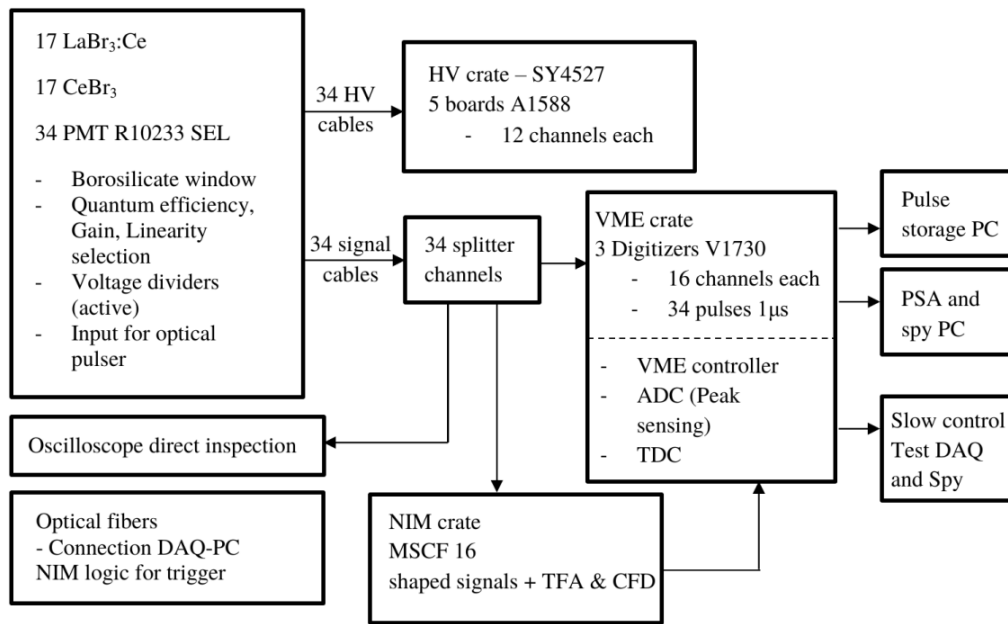 17 LaBr₃:Ce
17 CeBr₃
34 PMT R10233 SEL
- Borosilicate window
- Quantum efficiency,
Gain, Linearity
selection
- Voltage dividers
(active)
- Input for optical
pulser
34 HV
cables
HV crate – SY4527
5 boards A1588
- 12 channels each
34 signal
cables
34 splitter
channels
VME crate
3 Digitizers V1730
- 16 channels each
- 34 pulses 1μs
- VME controller
- ADC (Peak
sensing)
- TDC
Pulse
storage PC
PSA and
spy PC
Slow control
Test DAQ
and Spy
Oscilloscope direct inspection
Optical fibers
- Connection DAQ-PC
NIM logic for trigger
NIM crate
MSCF 16
shaped signals + TFA & CFD